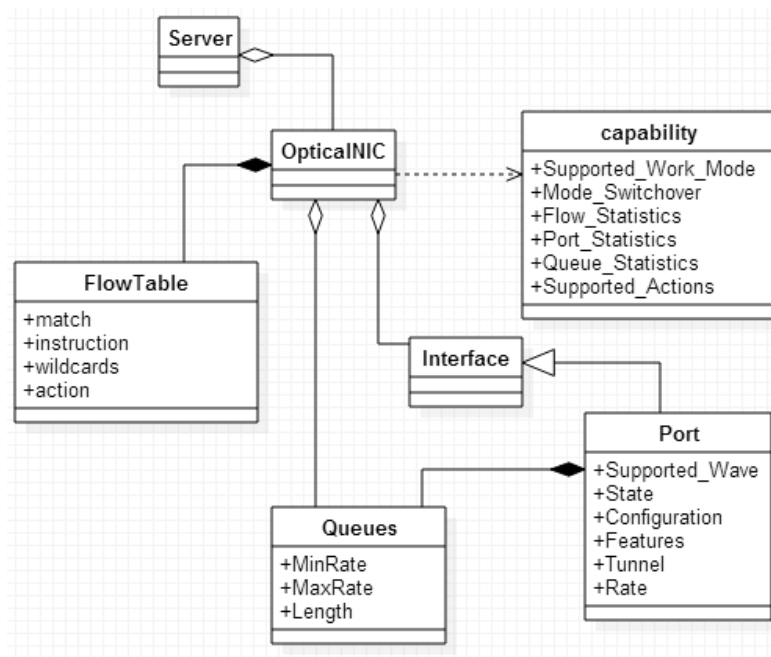 Server
OpticalNIC
capability
+Supported_Work_Mode
+Mode_Switchover
+Flow_Statistics
+Port_Statistics
+Queue_Statistics
+Supported_Actions
FlowTable
+match
+instruction
+wildcards
+action
Interface
Port
+Supported_Wave
+State
+Configuration
+Features
+Tunnel
+Rate
Queues
+MinRate
+MaxRate
+Length